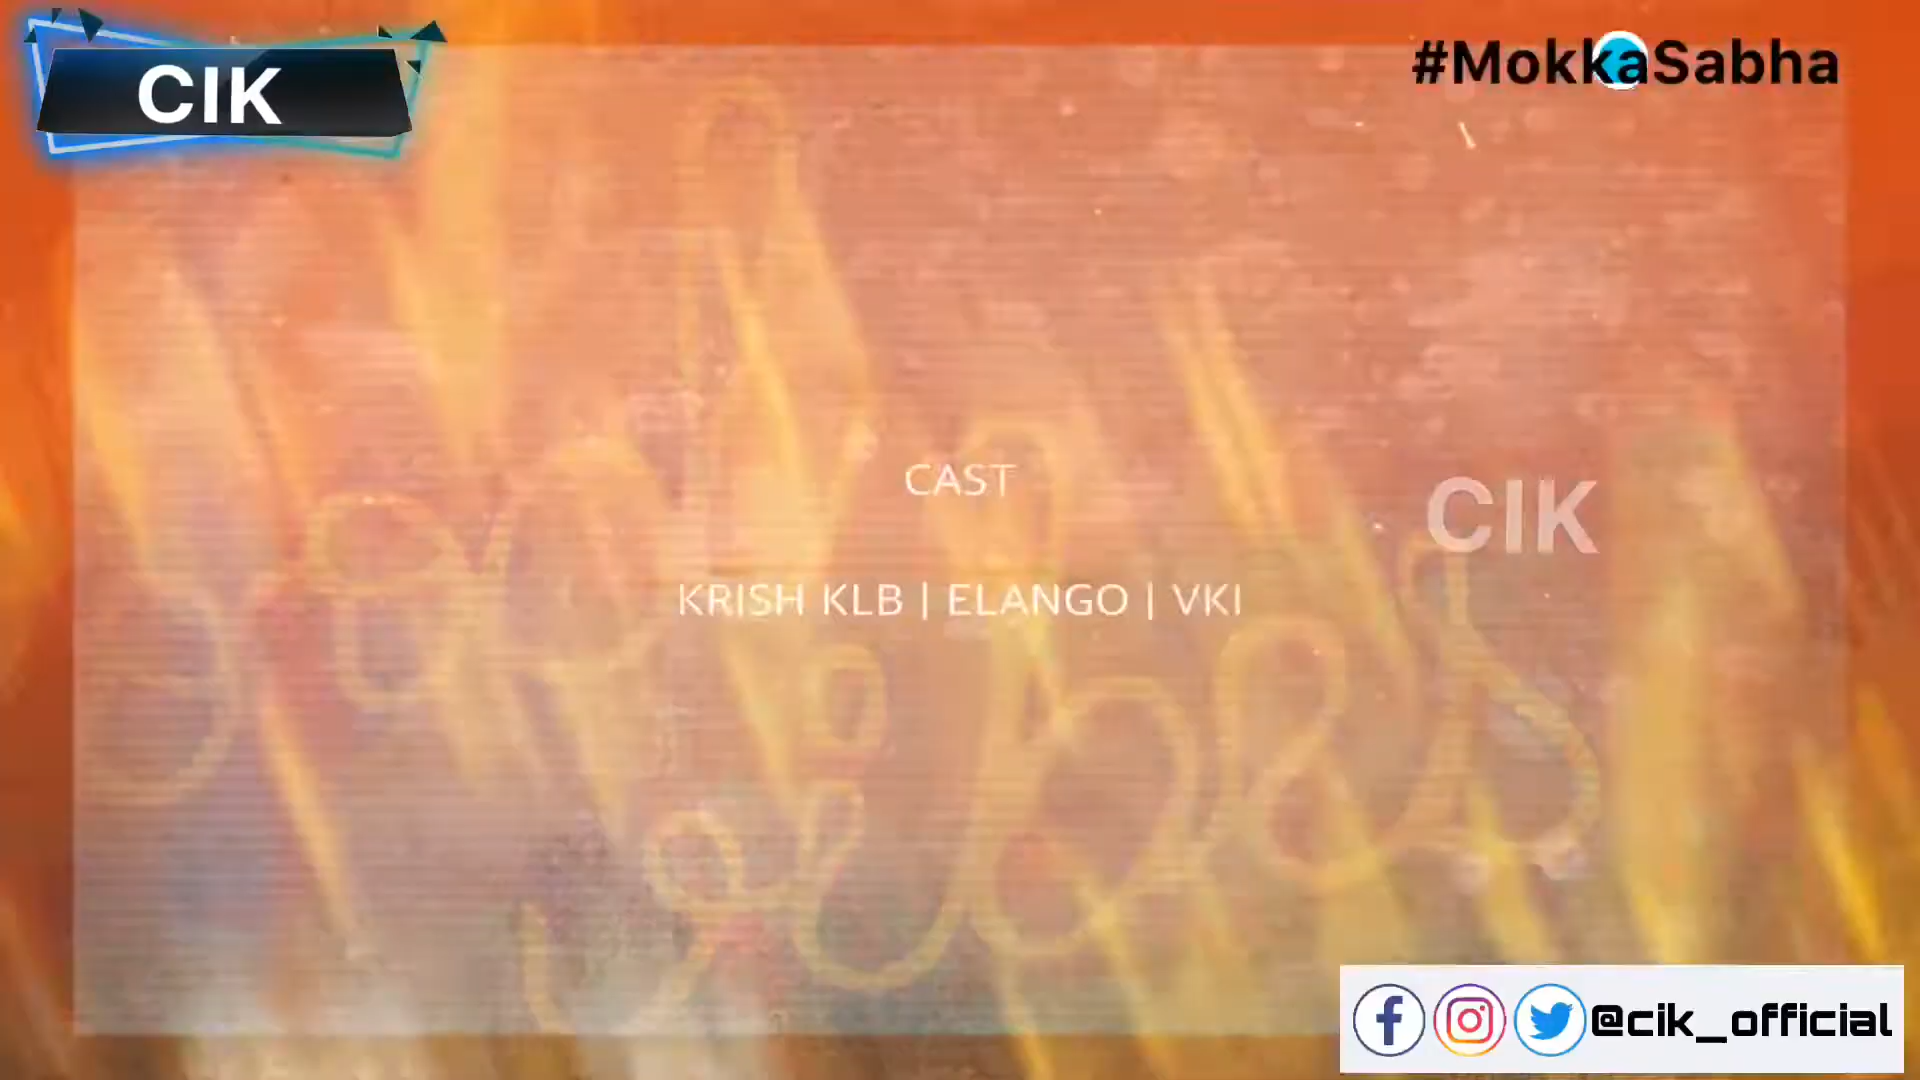 CIK
#MokkaSabha
CAST
CIK
KRISH KLB | ELANGO | VKI
@cik_official